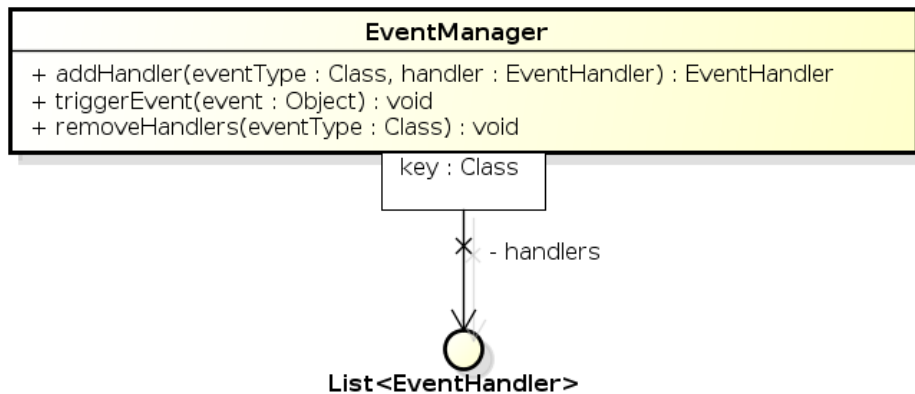 EventManager
+ addHandler(eventType : Class, handler : EventHandler) : EventHandler
+ triggerEvent(event : Object) : void
+ removeHandlers(eventType : Class) : void
key : Class
- handlers
List<EventHandler>